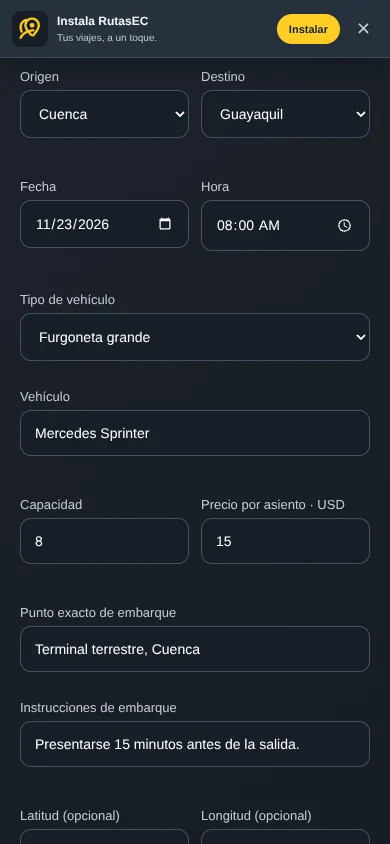 Instala RutasEC
Tus viajes, a un toque.
Instalar
Origen
Destino
Cuenca
Guayaquil
Fecha
Hora
11/23/2026
08:00 AM
Tipo de vehículo
Furgoneta grande
Vehículo
Mercedes Sprinter
Capacidad
Precio por asiento · USD
8
15
Punto exacto de embarque
Terminal terrestre, Cuenca
Instrucciones de embarque
Presentarse 15 minutos antes de la salida.
Latitud (opcional)
Longitud (opcional)